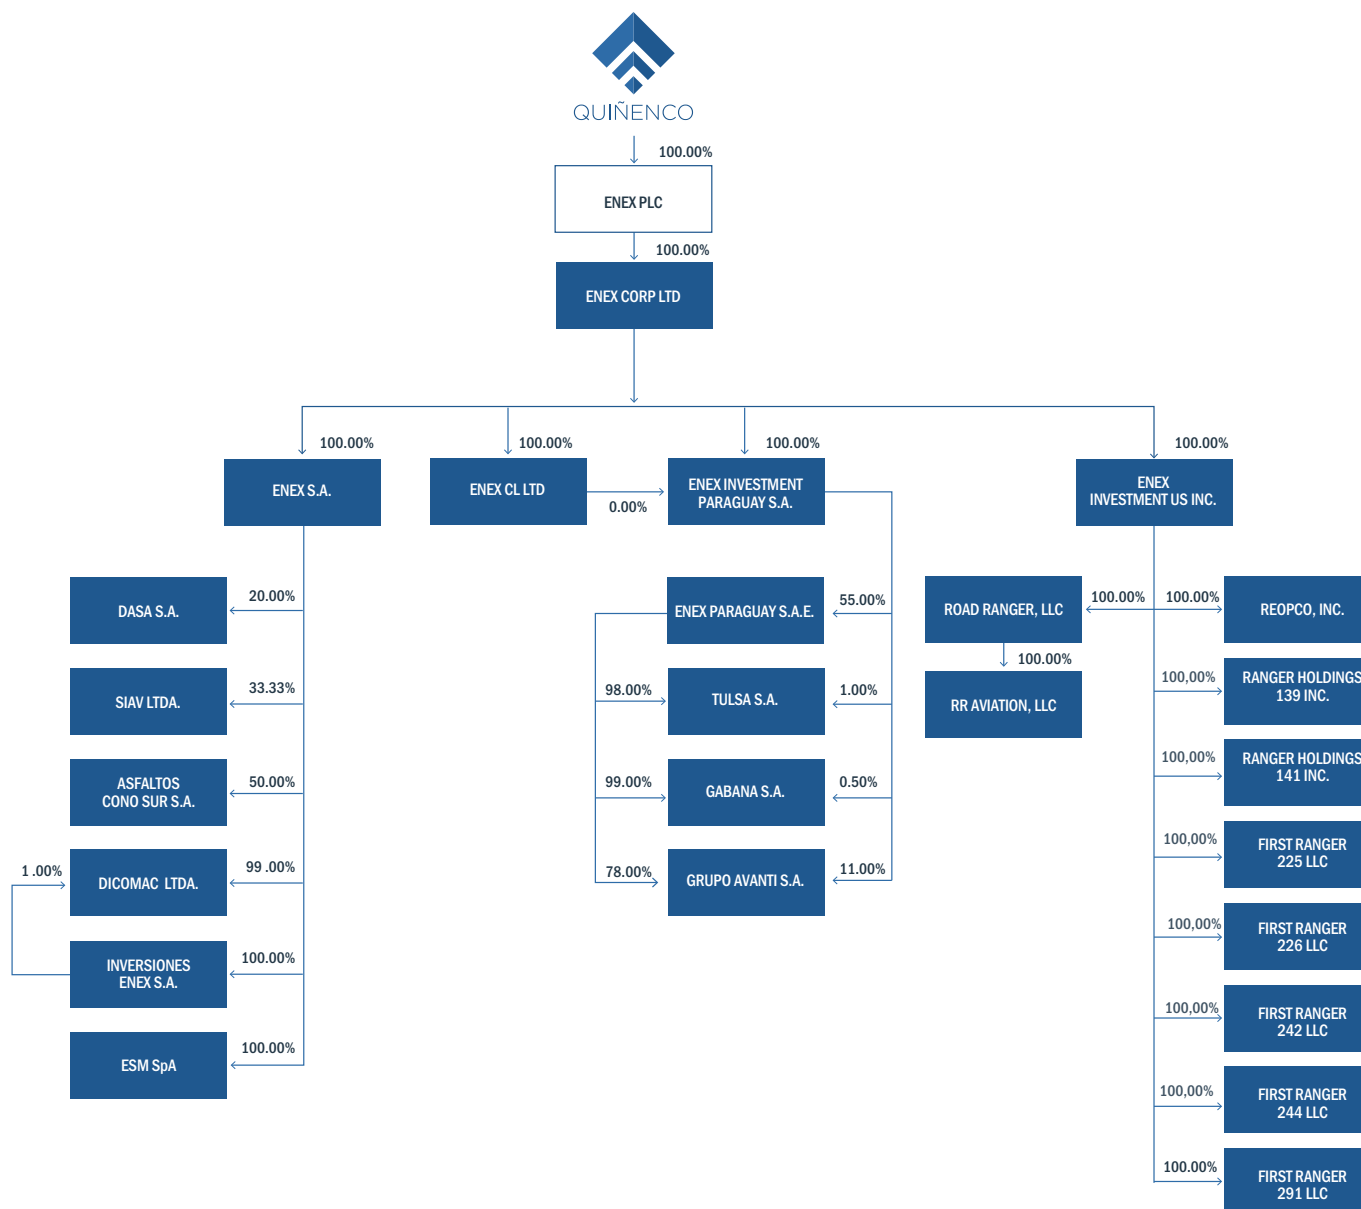 QUIÑENCO
100.00%
ENEX PLC
100.00%
ENEX CORP LTD
100.00%
100.00%
100.00%
100.00%
ENEX S.A.
ENEX CL LTD
0.00%
ENEX INVESTMENT
PARAGUAY S.A.
ENEX
INVESTMENT US INC.
DASA S.A.
20.00%
SIAV LTDA.
33.33%
ASFALTOS
CONO SUR S.A.
50.00%
1 .00%
DICOMAC LTDA.
99 .00%
INVERSIONES
ENEX S.A.
100.00%
ESM SpA
100.00%
ENEX PARAGUAY S.A.E.
55.00%
98.00%
TULSA S.A.
1.00%
99.00%
GABANA S.A.
0.50%
78.00%
GRUPO AVANTI S.A.
11.00%
ROAD RANGER, LLC
100.00%
100.00%
RR AVIATION, LLC
100.00%
REOPCO, INC.
100,00%
RANGER HOLDINGS
139 INC.
100,00%
RANGER HOLDINGS
141 INC.
100,00%
FIRST RANGER
225 LLC
100,00%
FIRST RANGER
226 LLC
100,00%
FIRST RANGER
242 LLC
100,00%
FIRST RANGER
244 LLC
100.00%
FIRST RANGER
291 LLC